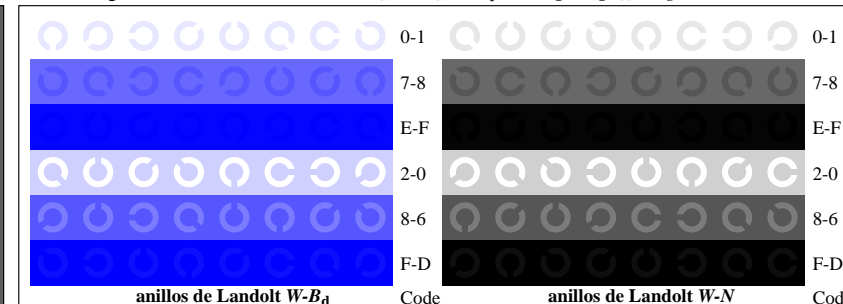 0-1 0-1
7-8 7-8
E-F E-F
2-0 2-0
8-6 8-6
F-D F-D
anillos de Landolt W-Bd Code anillos de Landolt W-N